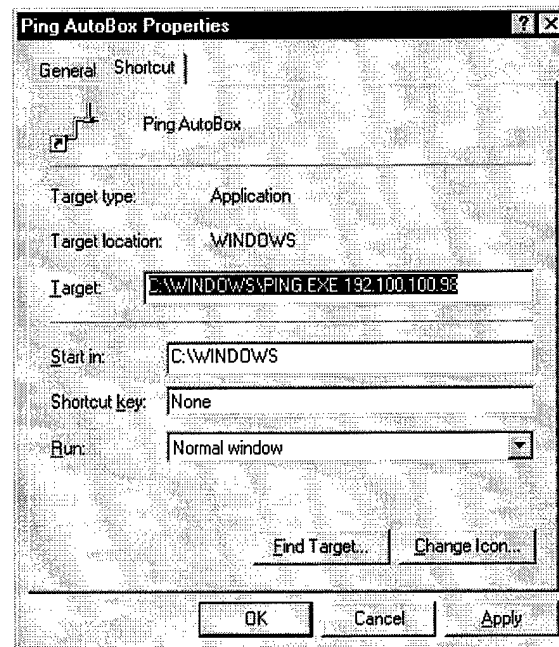 Ping AutoBox Properties
General Shortcut
Ping AutoBox
Target type: Application
Target location: WINDOWS
Target: C:\WINDOWS\PING.EXE 192.100.100.98
Start in: C:\WINDOWS
Shortcut key: None
Run: Normal window
Find Target... Change Icon...
OK Cancel Apply